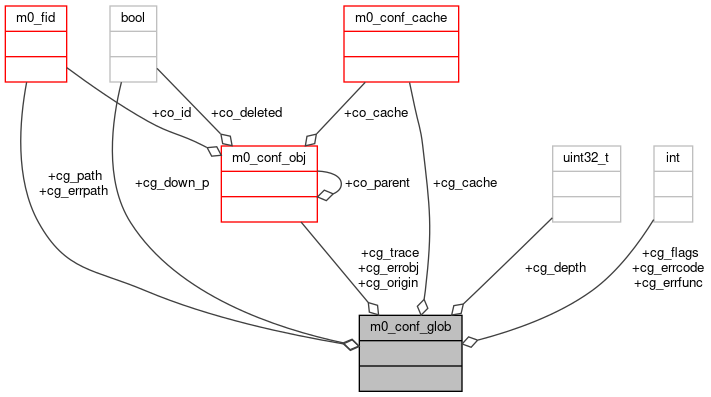 m0_fid
bool
m0_conf_cache
+co_id
+co_deleted
+co_cache
m0_conf_obj
uint32_t
int
+cg_path
+cg_errpath
+cg_down_p
+co_parent
+cg_cache
+cg_trace
+cg_errobj
+cg_origin
+cg_depth
+cg_flags
+cg_errcode
+cg_errfunc
m0_conf_glob